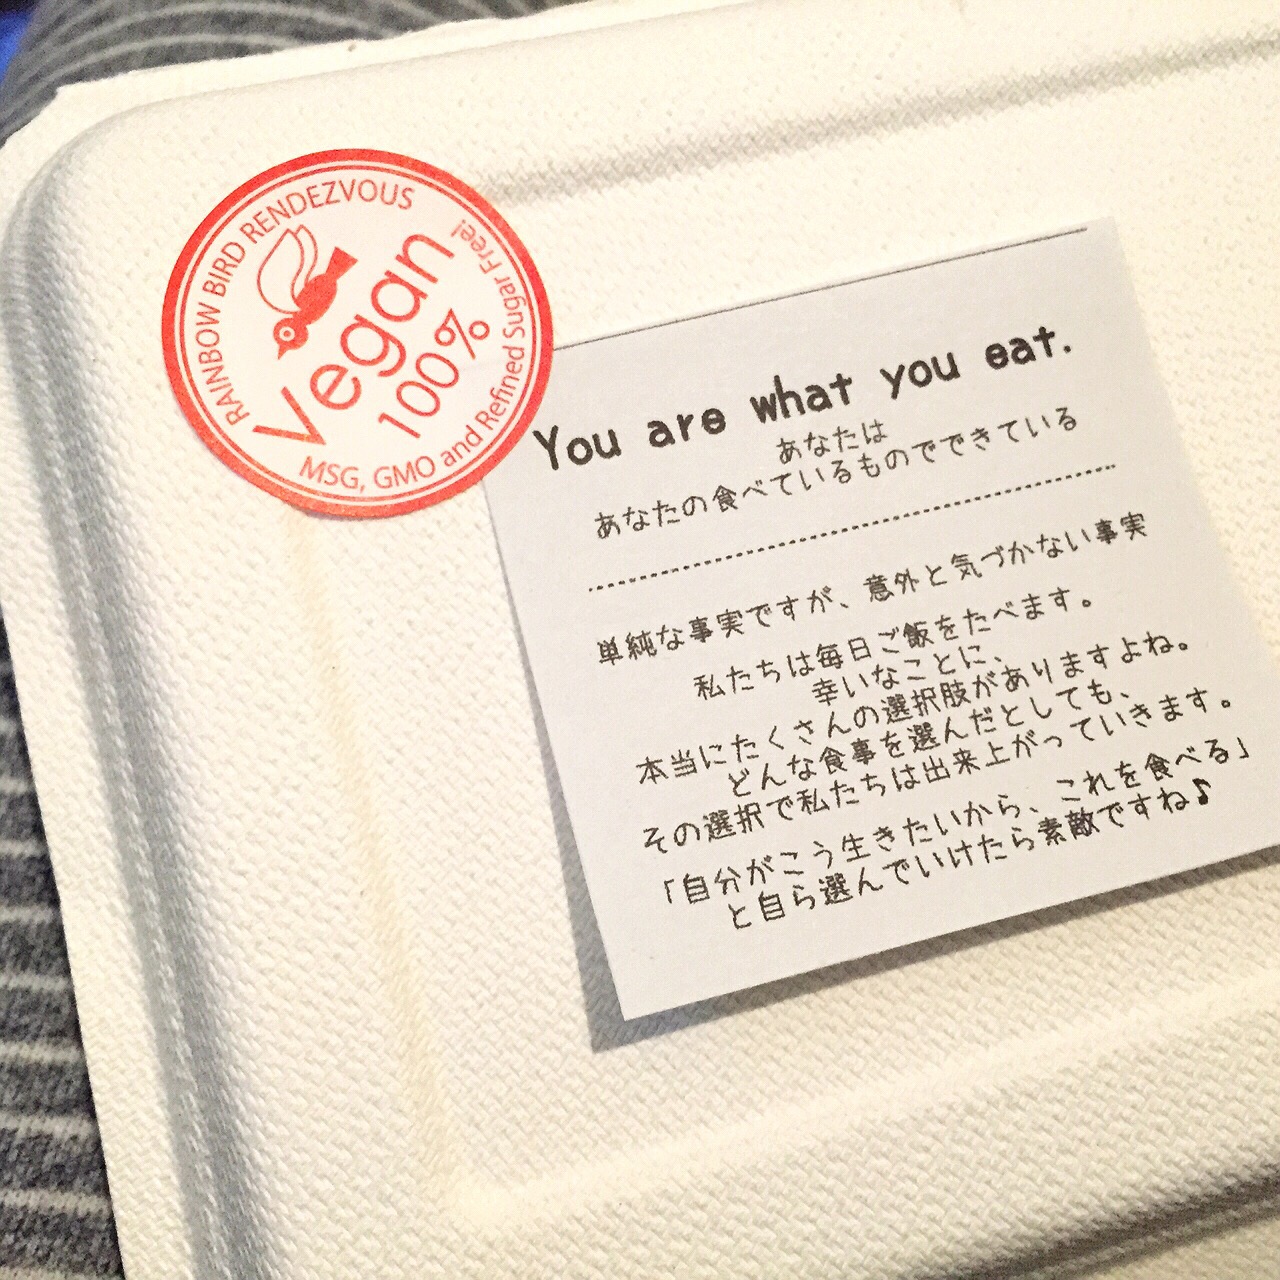 RAINBOW BIRD RENDEZVOUS
Vegan
100%
MSG, GMO and Refined Sugar Free!
You are what you eat.
あなたは
あなたの食べているものでできている
単純な事実ですが、意外と気づかない事実
私たちは毎日ご飯をたべます。
幸いなことに、
本当にたくさんの選択肢がありますよね。
どんな食事を選んだとしても、
その選択で私たちは出来上がっていきます。
「自分がこう生きたいから、これを食べる」
と自ら選んでいけたら素敵ですね♪